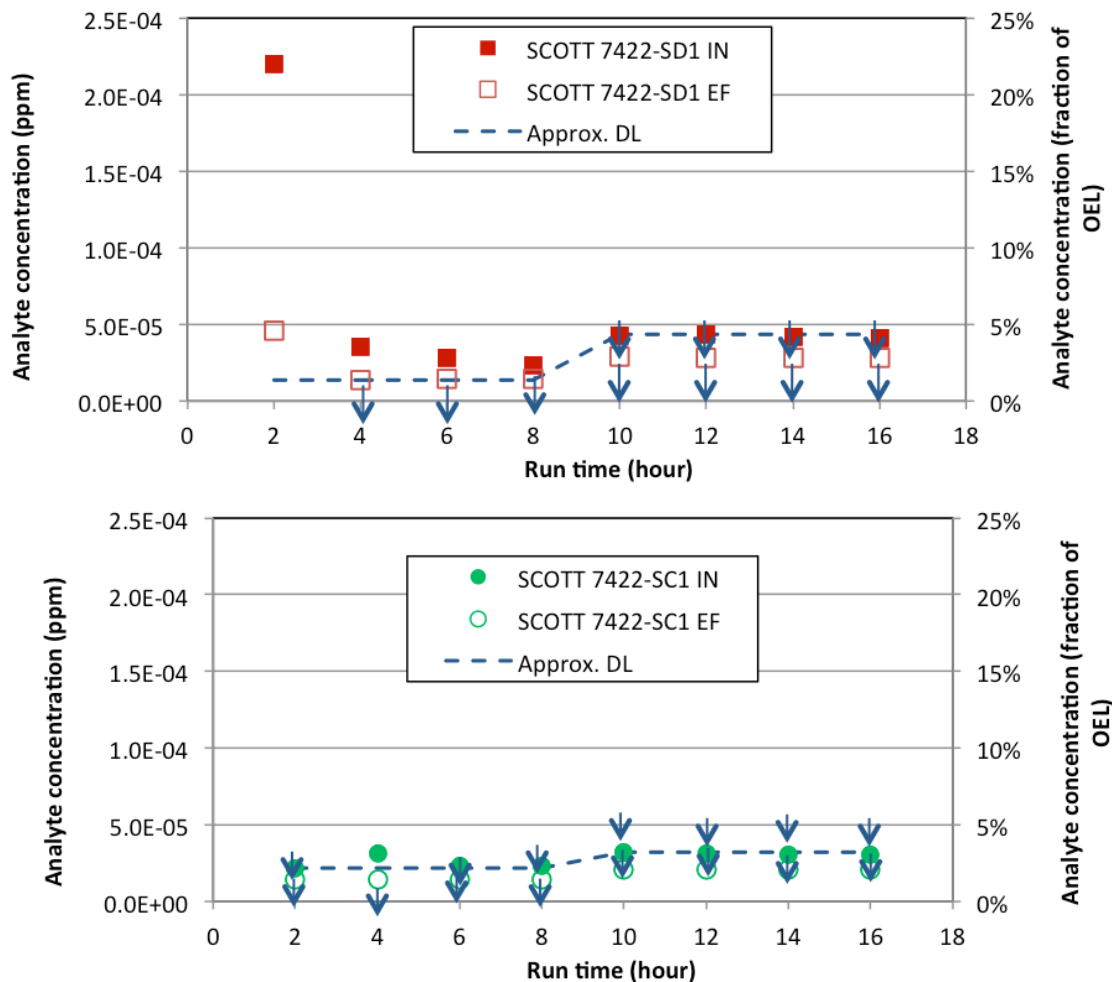 2.5E-04
2.0E-04
1.5E-04
1.0E-04
5.0E-05
0.0E+00
Analyte concentration (ppm)
SCOTT 7422-SD1 IN
SCOTT 7422-SD1 EF
Approx. DL
25%
20%
15%
10%
5%
0%
Analyte concentration (fraction of
OEL)
0 2 4 6 8 10 12 14 16 18
Run time (hour)
2.5E-04
2.0E-04
1.5E-04
1.0E-04
5.0E-05
0.0E+00
Analyte concentration (ppm)
SCOTT 7422-SC1 IN
SCOTT 7422-SC1 EF
Approx. DL
25%
20%
15%
10%
5%
0%
Analyte concentration (fraction of
OEL)
0 2 4 6 8 10 12 14 16 18
Run time (hour)